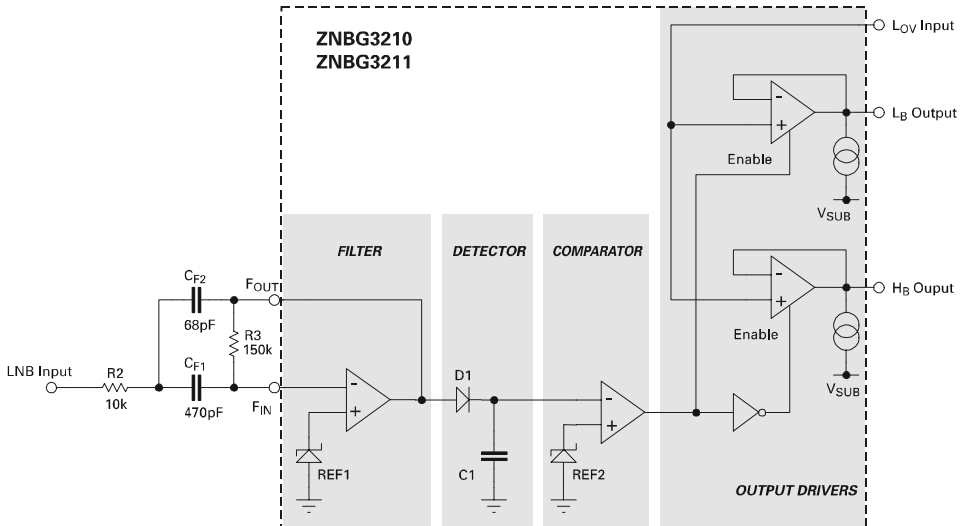 ZNBG3210
ZNBG3211
LOV Input
LB Output
Enable
VSUB
FILTER
DETECTOR
COMPARATOR
CF2
68pF
FOUT
R3
150k
HB Ouput
Enable
VSUB
LNB Input
R2
10k
CF1
470pF
FIN
D1
-
+
-
+
-
+
-
+
REF1
C1
REF2
OUTPUT DRIVERS